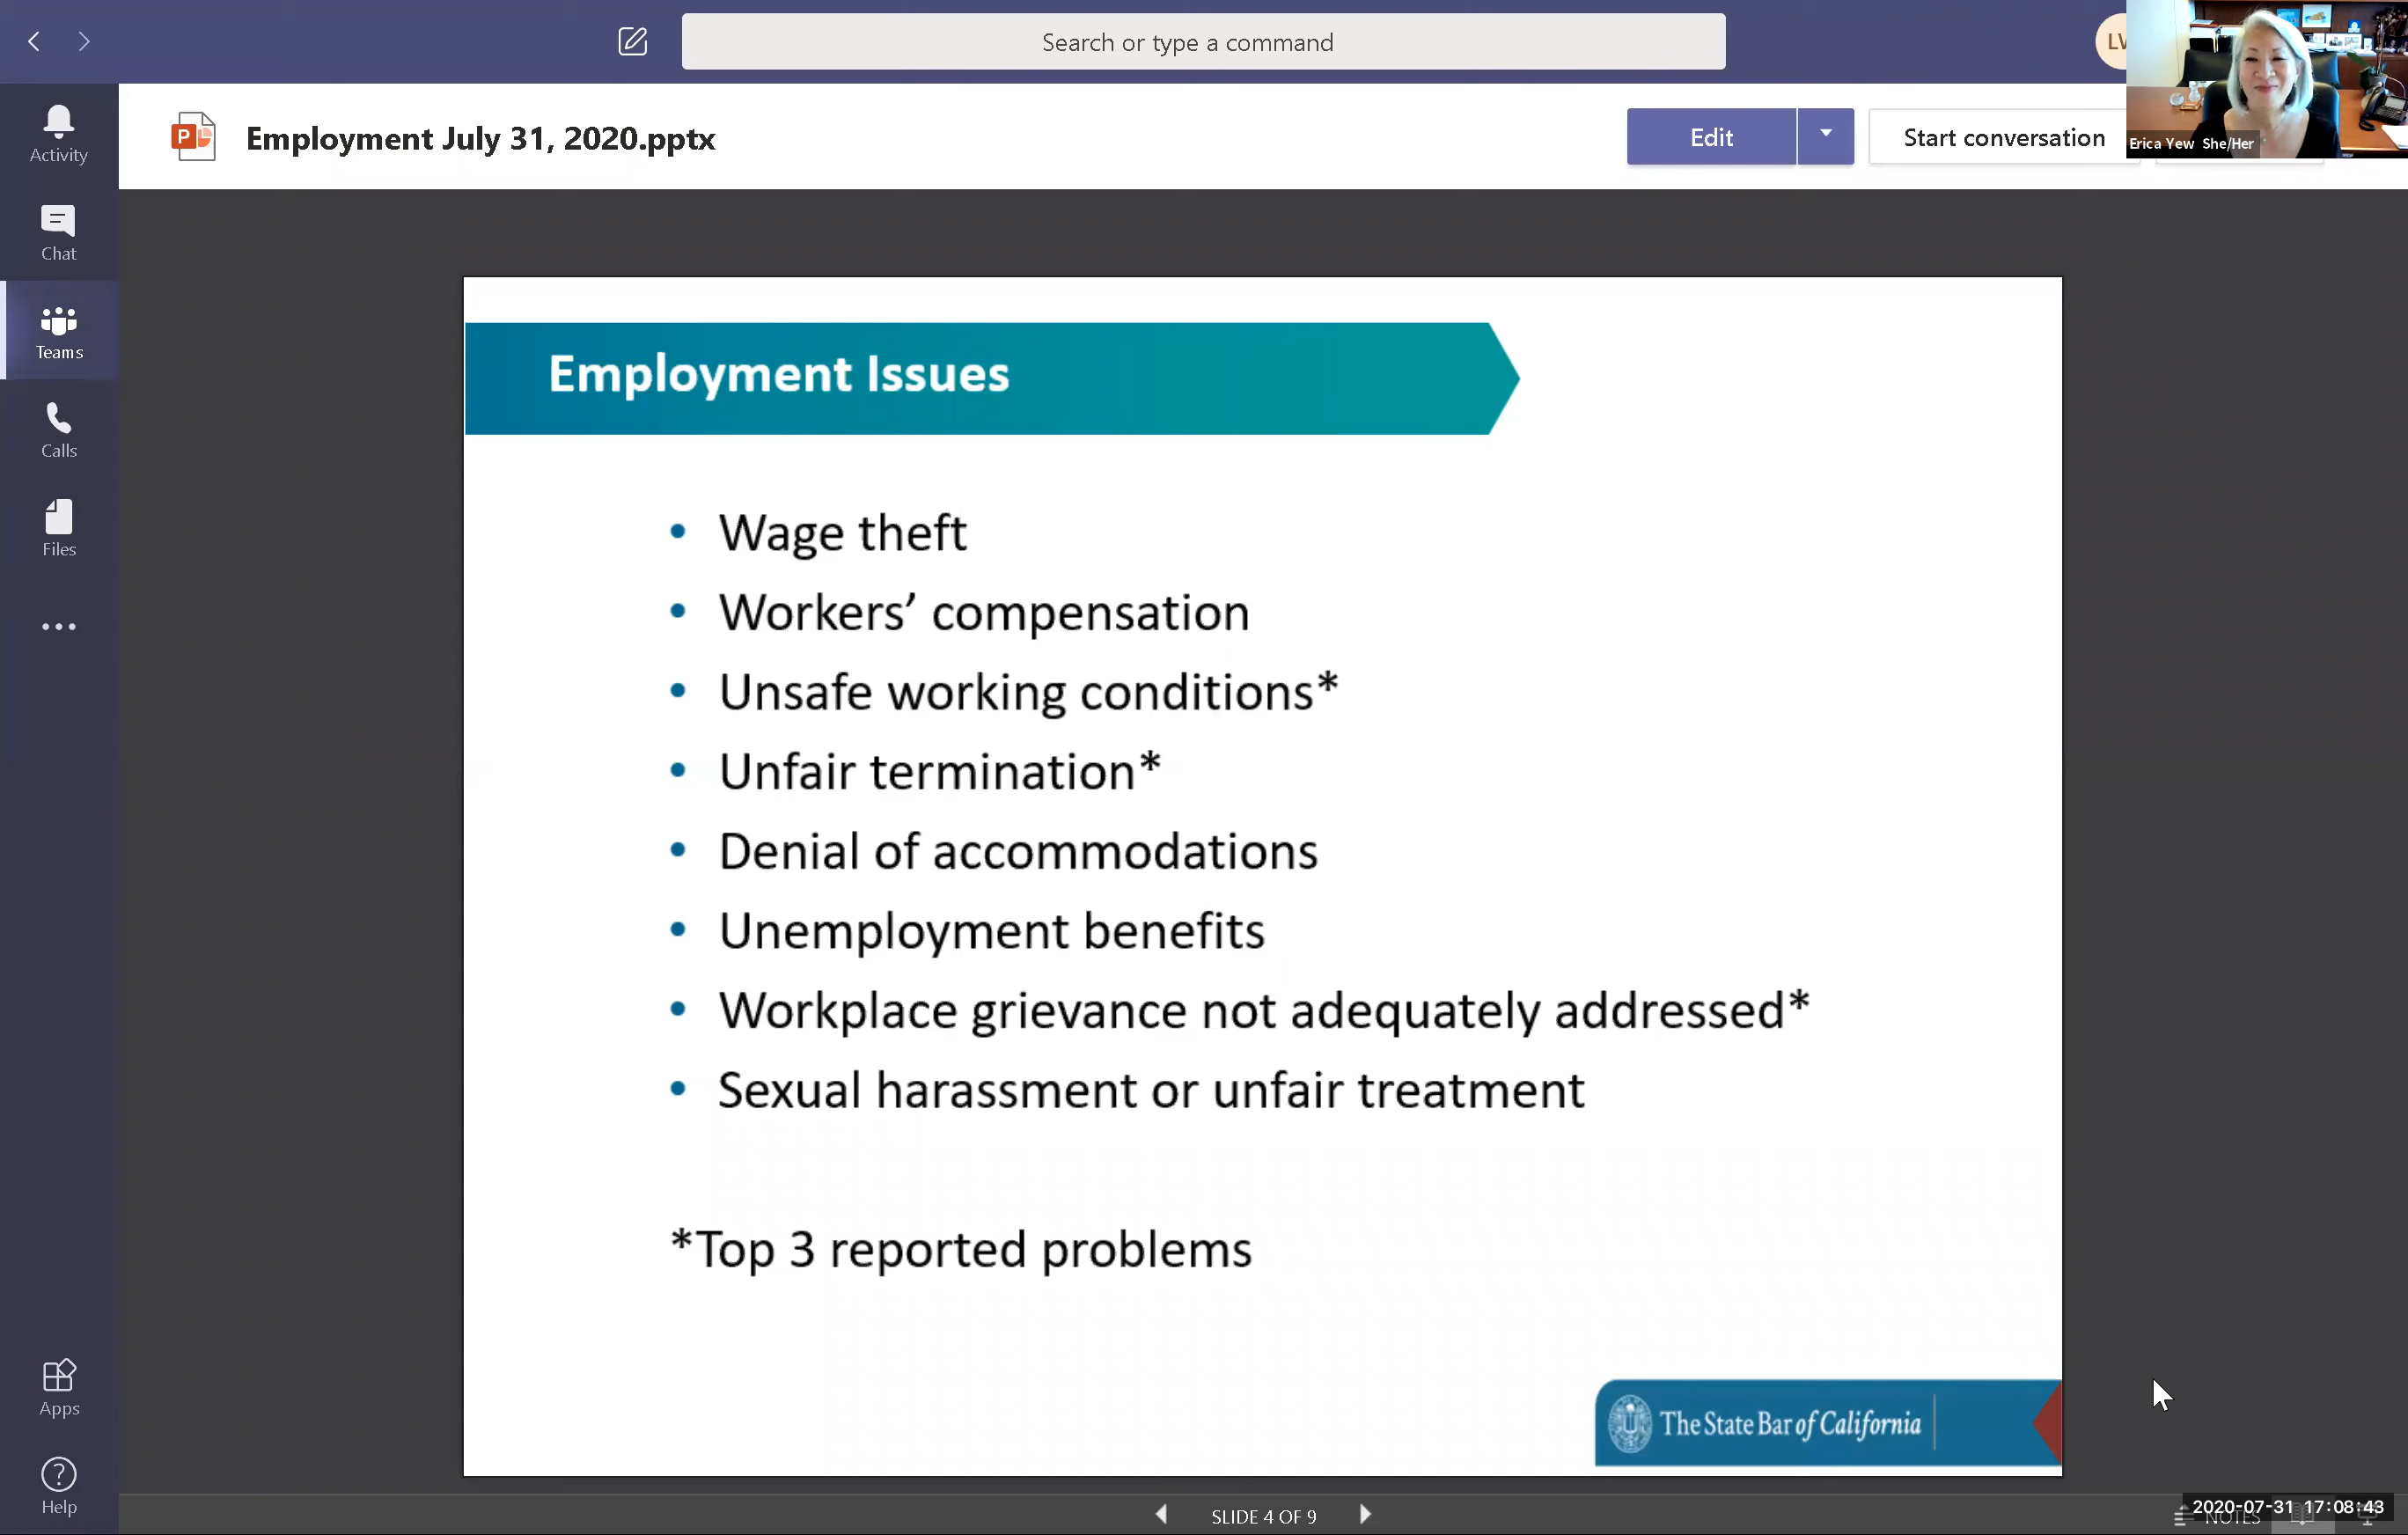 Search or type a command
LV
Activity
Employment July 31, 2020.pptx
Edit
Start conversation
Erica Yew She/Her
Chat
Teams
Calls
Files
Employment Issues
• Wage theft
• Workers’ compensation
• Unsafe working conditions*
• Unfair termination*
• Denial of accommodations
• Unemployment benefits
• Workplace grievance not adequately addressed*
• Sexual harassment or unfair treatment
*Top 3 reported problems
The State Bar of California
Apps
Help
SLIDE 4 OF 9
2020-07-31 17:08:43
NOTES